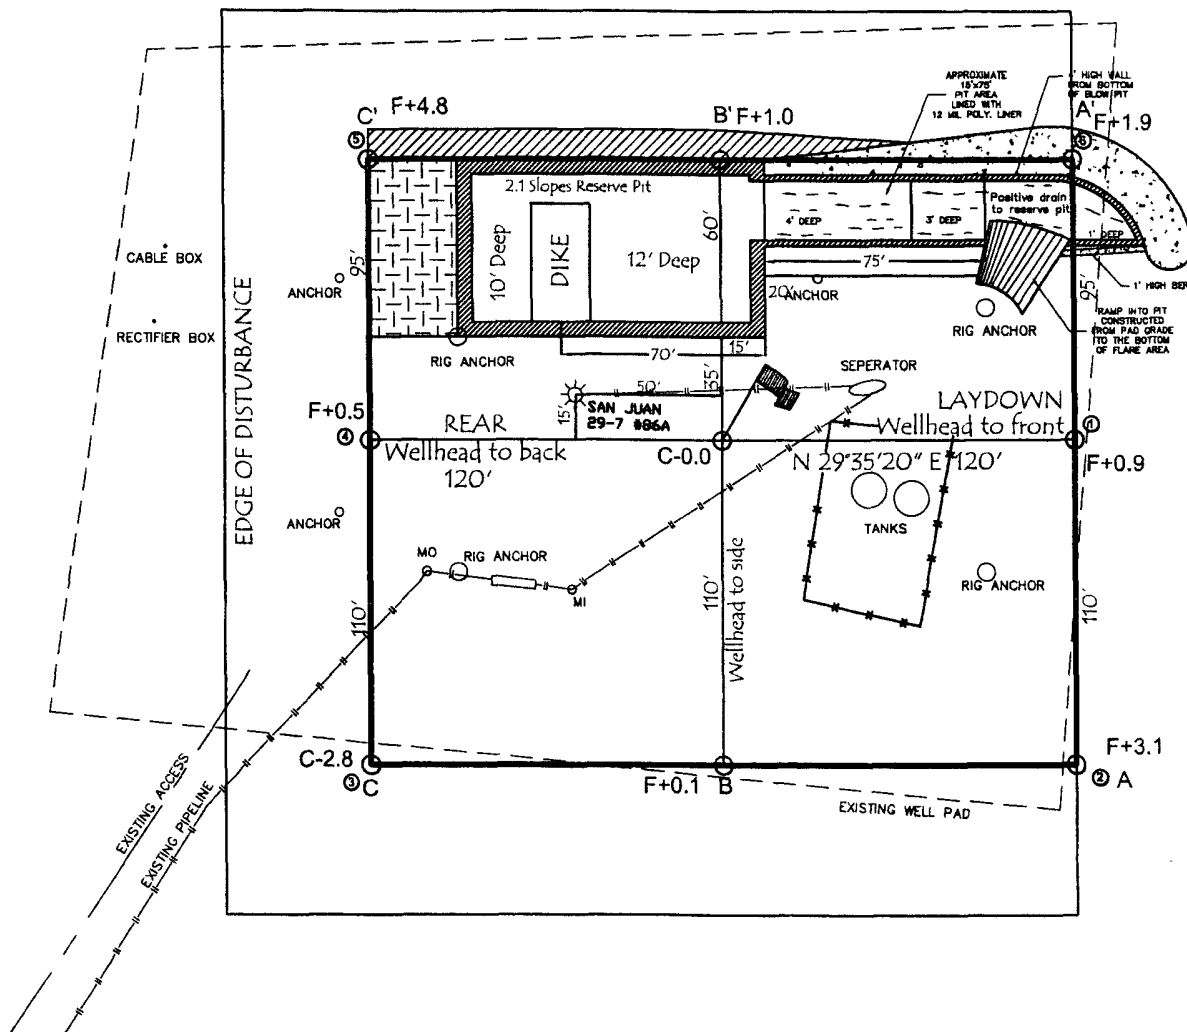 APPROXIMATE
15'x75'
PIT AREA
LINED WITH
12 MIL POLY. LINER
HIGH WALL
FROM BOTTOM
OF BLOW PIT
C'
F+4.8
B'
F+1.0
A'
F+1.9
⑤
⑥
2.1 Slopes Reserve Pit
60'
4' DEEP
3' DEEP
Positive drain
to reserve pit
1' DEEP
CABLE BOX
95'
10' Deep
DIKE
12' Deep
75'
20'
ANCHOR
ANCHOR
95'
1' HIGH BER
RECTIFIER BOX
EDGE OF DISTURBANCE
RIG ANCHOR
RIG ANCHOR
RAMP INTO PIT
CONSTRUCTED
FROM PAD GRADE
TO THE BOTTOM
OF FLARE AREA
70'
15'
35'
50'
15'
SEPERATOR
SAN JUAN
29-7 #86A
F+0.5
④
REAR
Wellhead to back
120'
C-0.0
LAYDOWN
Wellhead to front
N 29°35'20" E 120'
①
F+0.9
TANKS
ANCHOR
MO
RIG ANCHOR
MI
RIG ANCHOR
110'
110'
Wellhead to side
110'
C-2.8
③
C
F+0.1
B
F+3.1
②
A
EXISTING WELL PAD
EXISTING ACCESS
EXISTING PIPELINE